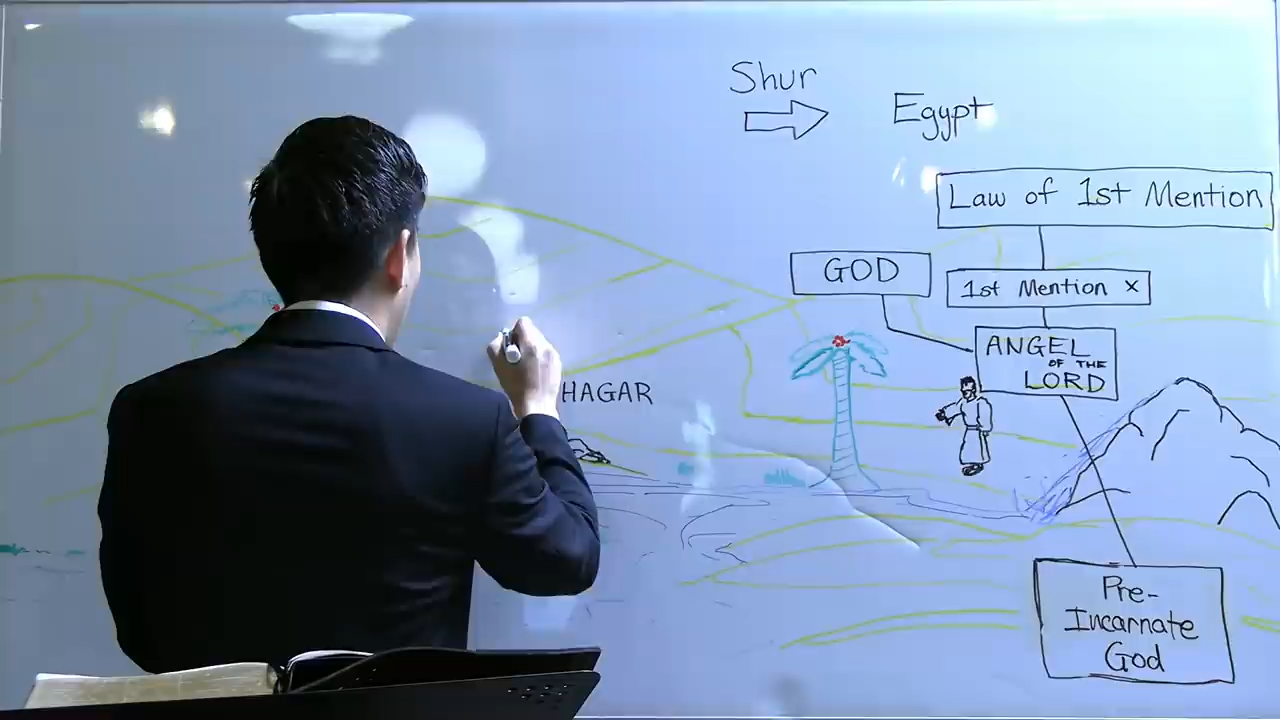 Shur
Egypt
Law of 1st Mention
GOD
1st Mention x
ANGEL
OF THE
LORD
HAGAR
Pre-
Incarnate
God